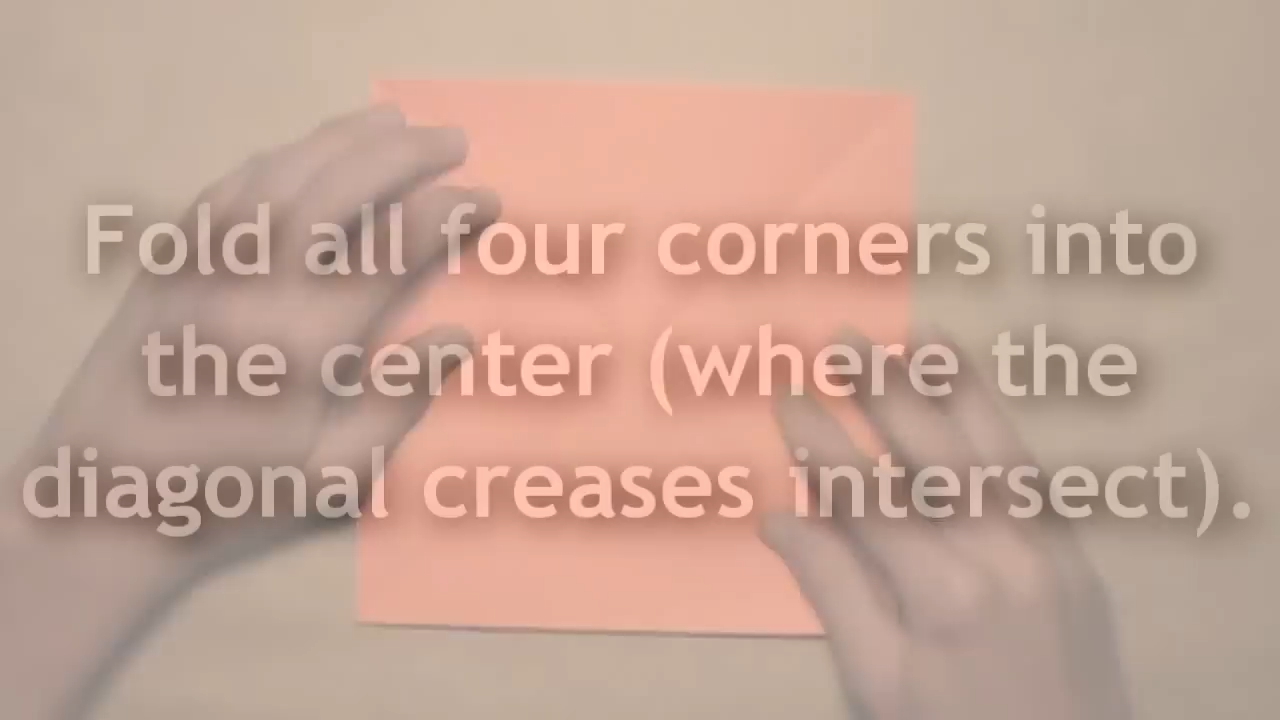 Fold all four corners into
the center (where the
diagonal creases intersect).